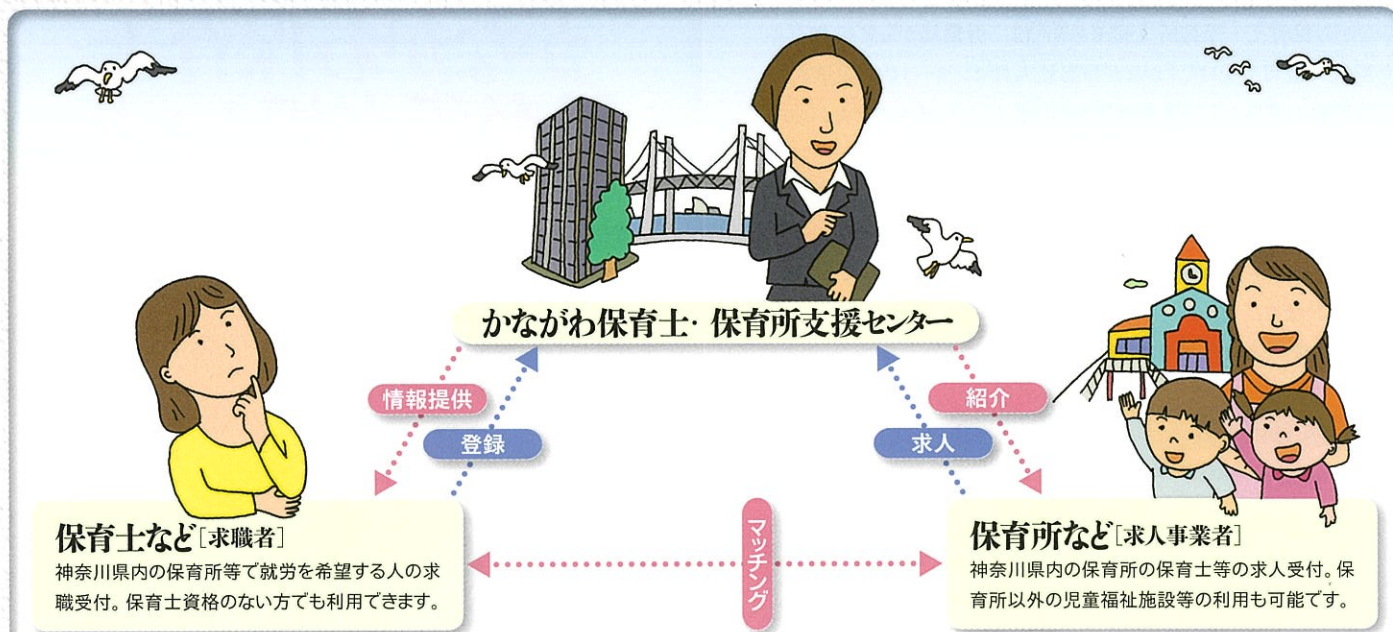 かながわ保育士・保育所支援センター
情報提供
登録
紹介
求人
マッチング
保育士など[求職者]
神奈川県内の保育所等で就労を希望する人の求
職受付。保育士資格のない方でも利用できます。
保育所など[求人事業者]
神奈川県内の保育所の保育士等の求人受付。保
育所以外の児童福祉施設等の利用も可能です。